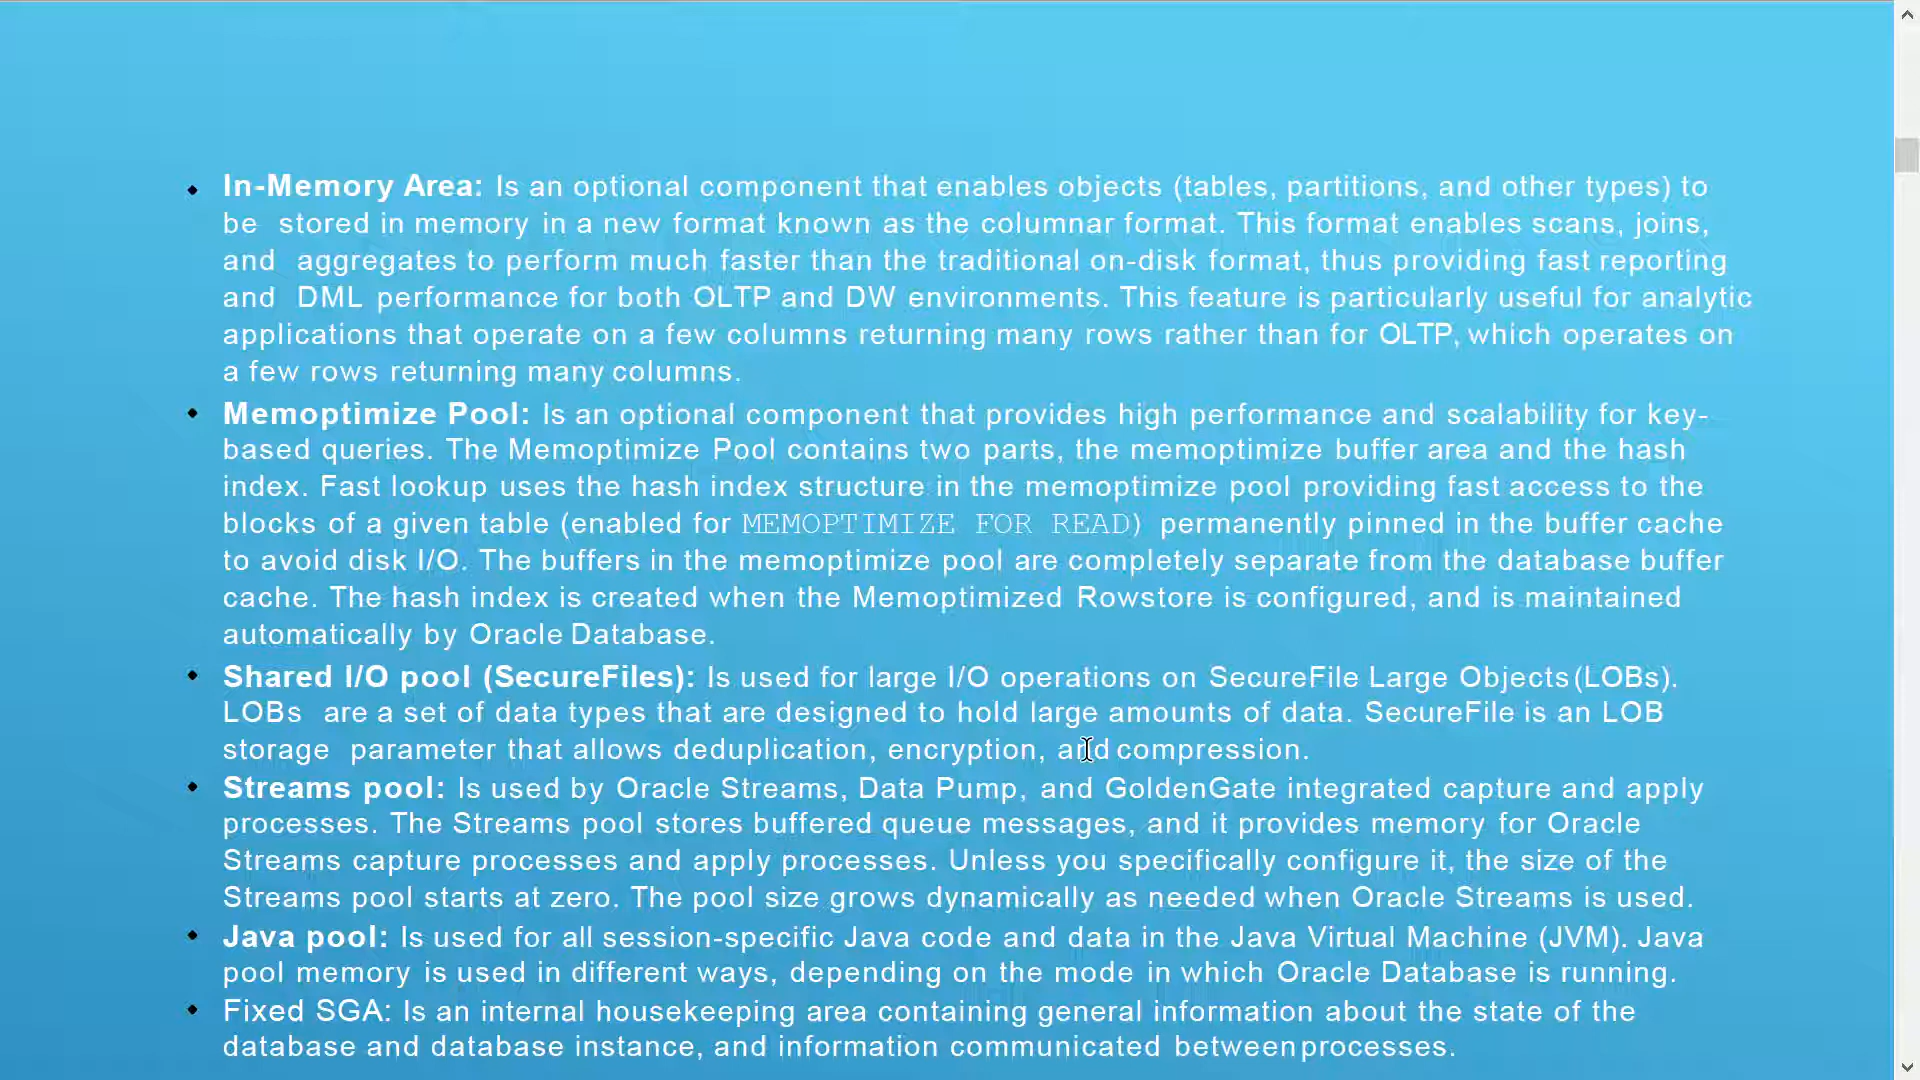 • In-Memory Area: Is an optional component that enables objects (tables, partitions, and other types) to
be stored in memory in a new format known as the columnar format. This format enables scans, joins,
and aggregates to perform much faster than the traditional on-disk format, thus providing fast reporting
and DML performance for both OLTP and DW environments. This feature is particularly useful for analytic
applications that operate on a few columns returning many rows rather than for OLTP, which operates on
a few rows returning many columns.
• Memoptimize Pool: Is an optional component that provides high performance and scalability for key-
based queries. The Memoptimize Pool contains two parts, the memoptimize buffer area and the hash
index. Fast lookup uses the hash index structure in the memoptimize pool providing fast access to the
blocks of a given table (enabled for MEMOPTIMIZE FOR READ) permanently pinned in the buffer cache
to avoid disk I/O. The buffers in the memoptimize pool are completely separate from the database buffer
cache. The hash index is created when the Memoptimized Rowstore is configured, and is maintained
automatically by Oracle Database.
• Shared I/O pool (SecureFiles): Is used for large I/O operations on SecureFile Large Objects (LOBs).
LOBs are a set of data types that are designed to hold large amounts of data. SecureFile is an LOB
storage parameter that allows deduplication, encryption, and compression.
• Streams pool: Is used by Oracle Streams, Data Pump, and GoldenGate integrated capture and apply
processes. The Streams pool stores buffered queue messages, and it provides memory for Oracle
Streams capture processes and apply processes. Unless you specifically configure it, the size of the
Streams pool starts at zero. The pool size grows dynamically as needed when Oracle Streams is used.
• Java pool: Is used for all session-specific Java code and data in the Java Virtual Machine (JVM). Java
pool memory is used in different ways, depending on the mode in which Oracle Database is running.
• Fixed SGA: Is an internal housekeeping area containing general information about the state of the
database and database instance, and information communicated between processes.